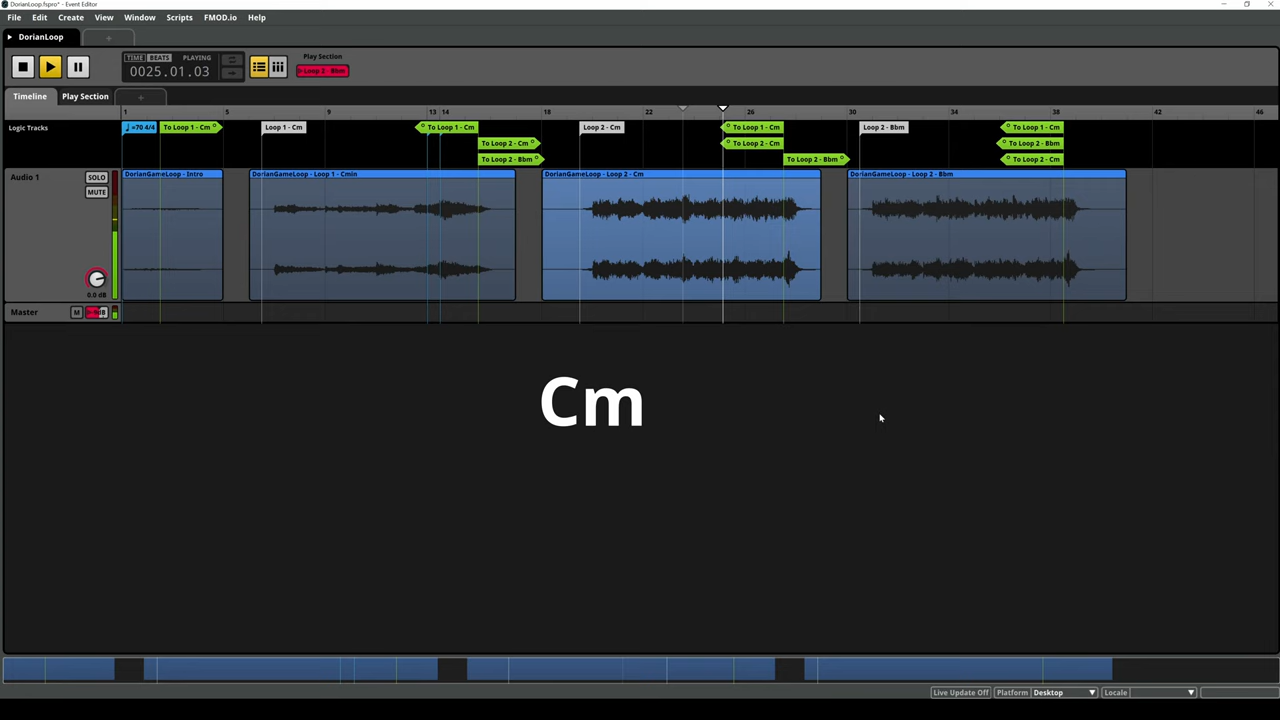 DorianLoop.fspro* - Event Editor
File Edit Create View Window Scripts FMOD.io Help
DorianLoop +
TIME BEATS PLAYING
0025.01.03
Play Section
Loop 2 - Bbm
Timeline Play Section +
1 5 9 13 14 18 22 26 30 34 38 42 46
Logic Tracks
♩=70 4/4 To Loop 1 - Cm Loop 1 - Cm To Loop 1 - Cm Loop 2 - Cm To Loop 1 - Cm Loop 2 - Bbm To Loop 1 - Cm
To Loop 2 - Cm To Loop 2 - Cm To Loop 2 - Bbm
To Loop 2 - Bbm To Loop 2 - Bbm To Loop 2 - Cm
Audio 1 SOLO DorianGameLoop - Intro DorianGameLoop - Loop 1 - Cmin DorianGameLoop - Loop 2 - Cm DorianGameLoop - Loop 2 - Bbm
MUTE
0.0 dB
Master M
Cm
Live Update Off Platform Desktop Locale